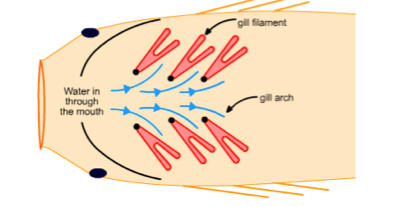 gill filament
Water in
through
the mouth
gill arch